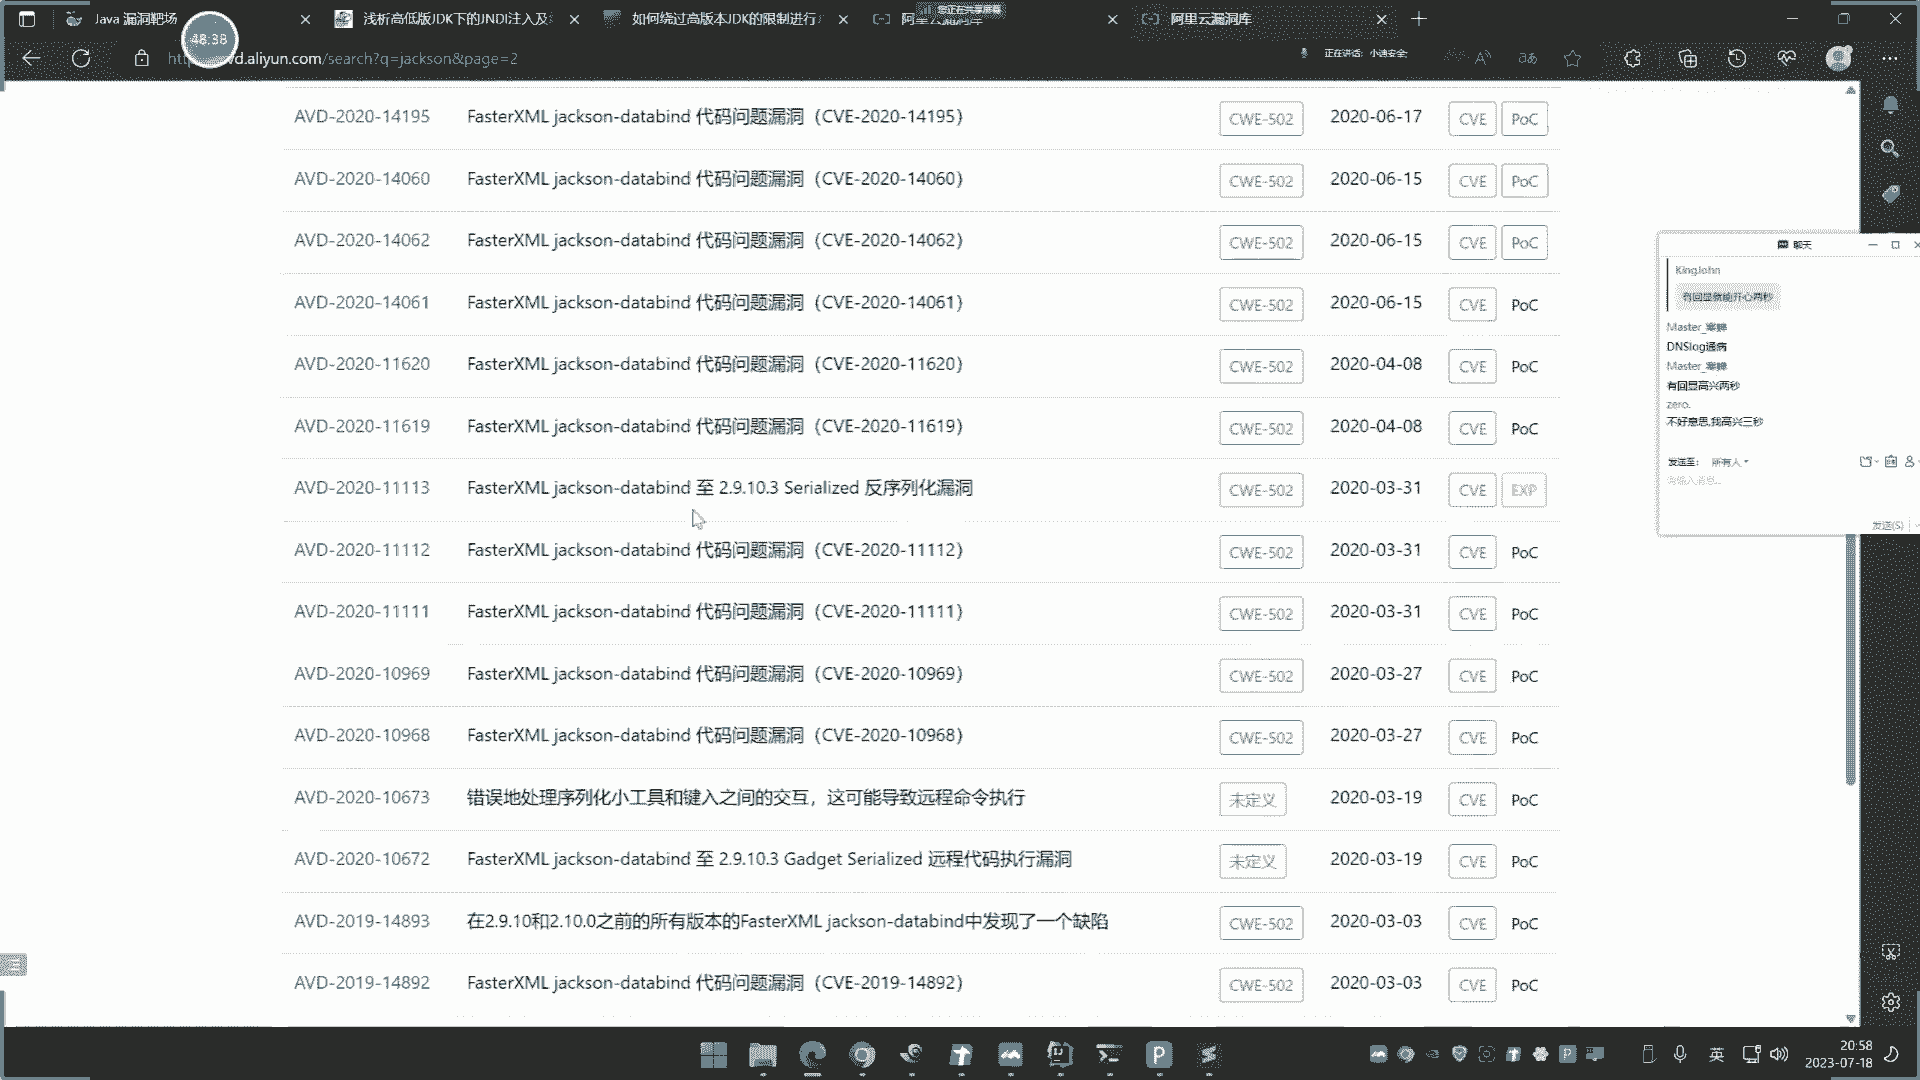 Java 漏洞靶场
浅析高低版JDK下的JNDI注入及
如何绕过高版本JDK的限制进行
阿里云漏洞库
阿里云漏洞库
48:38
vd.aliyun.com/search?q=jackson&page=2
正在讲话: 小迪安全;
AVD-2020-14195 FasterXML jackson-databind 代码问题漏洞（CVE-2020-14195） CWE-502 2020-06-17 CVE PoC
AVD-2020-14060 FasterXML jackson-databind 代码问题漏洞（CVE-2020-14060） CWE-502 2020-06-15 CVE PoC
AVD-2020-14062 FasterXML jackson-databind 代码问题漏洞（CVE-2020-14062） CWE-502 2020-06-15 CVE PoC
AVD-2020-14061 FasterXML jackson-databind 代码问题漏洞（CVE-2020-14061） CWE-502 2020-06-15 CVE PoC
AVD-2020-11620 FasterXML jackson-databind 代码问题漏洞（CVE-2020-11620） CWE-502 2020-04-08 CVE PoC
AVD-2020-11619 FasterXML jackson-databind 代码问题漏洞（CVE-2020-11619） CWE-502 2020-04-08 CVE PoC
AVD-2020-11113 FasterXML jackson-databind 至 2.9.10.3 Serialized 反序列化漏洞 CWE-502 2020-03-31 CVE EXP
AVD-2020-11112 FasterXML jackson-databind 代码问题漏洞（CVE-2020-11112） CWE-502 2020-03-31 CVE PoC
AVD-2020-11111 FasterXML jackson-databind 代码问题漏洞（CVE-2020-11111） CWE-502 2020-03-31 CVE PoC
AVD-2020-10969 FasterXML jackson-databind 代码问题漏洞（CVE-2020-10969） CWE-502 2020-03-27 CVE PoC
AVD-2020-10968 FasterXML jackson-databind 代码问题漏洞（CVE-2020-10968） CWE-502 2020-03-27 CVE PoC
AVD-2020-10673 错误地处理序列化小工具和键入之间的交互，这可能导致远程命令执行 未定义 2020-03-19 CVE PoC
AVD-2020-10672 FasterXML jackson-databind 至 2.9.10.3 Gadget Serialized 远程代码执行漏洞 未定义 2020-03-19 CVE PoC
AVD-2019-14893 在2.9.10和2.10.0之前的所有版本的FasterXML jackson-databind中发现了一个缺陷 CWE-502 2020-03-03 CVE PoC
AVD-2019-14892 FasterXML jackson-databind 代码问题漏洞（CVE-2019-14892） CWE-502 2020-03-03 CVE PoC
聊天
KingJohn
有回显就能开心两秒
Master_
DNSlog通病
Master_
有回显高兴两秒
zero.
不好意思,我高兴三秒
发送至: 所有人
请输入消息...
发送(S)
英
20:58
2023-07-18